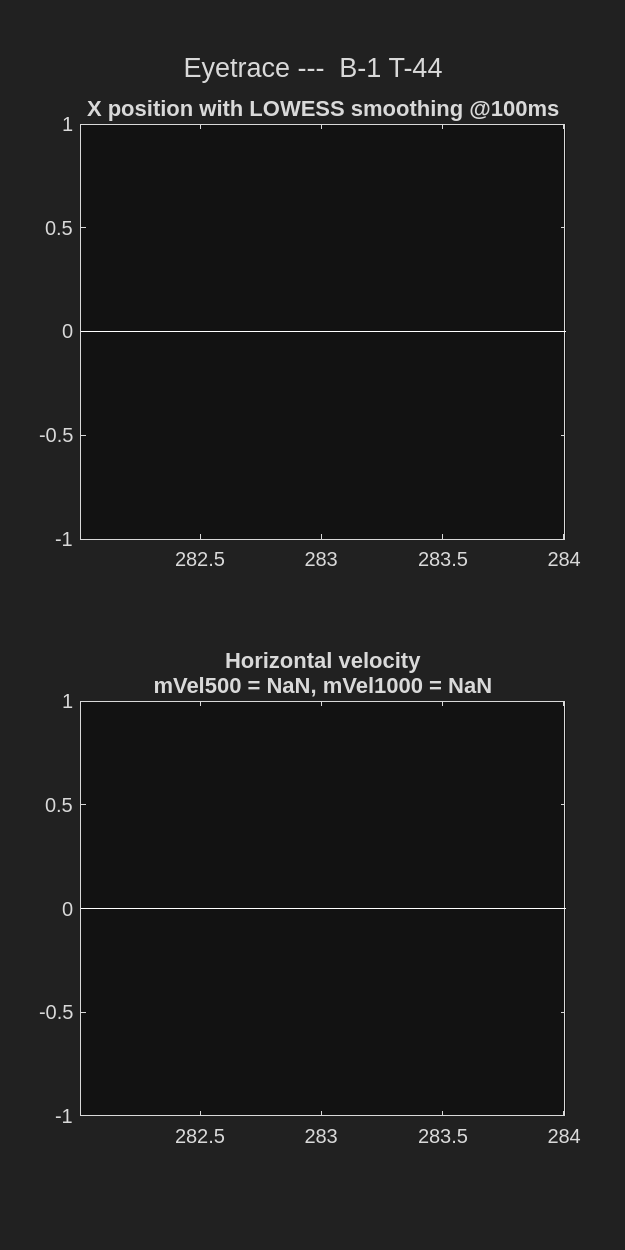 Eyetrace ---  B-1 T-44
X position with LOWESS smoothing @100ms
1
0.5
0
-0.5
-1
282.5 283 283.5 284
Horizontal velocity
mVel500 = NaN, mVel1000 = NaN
1
0.5
0
-0.5
-1
282.5 283 283.5 284